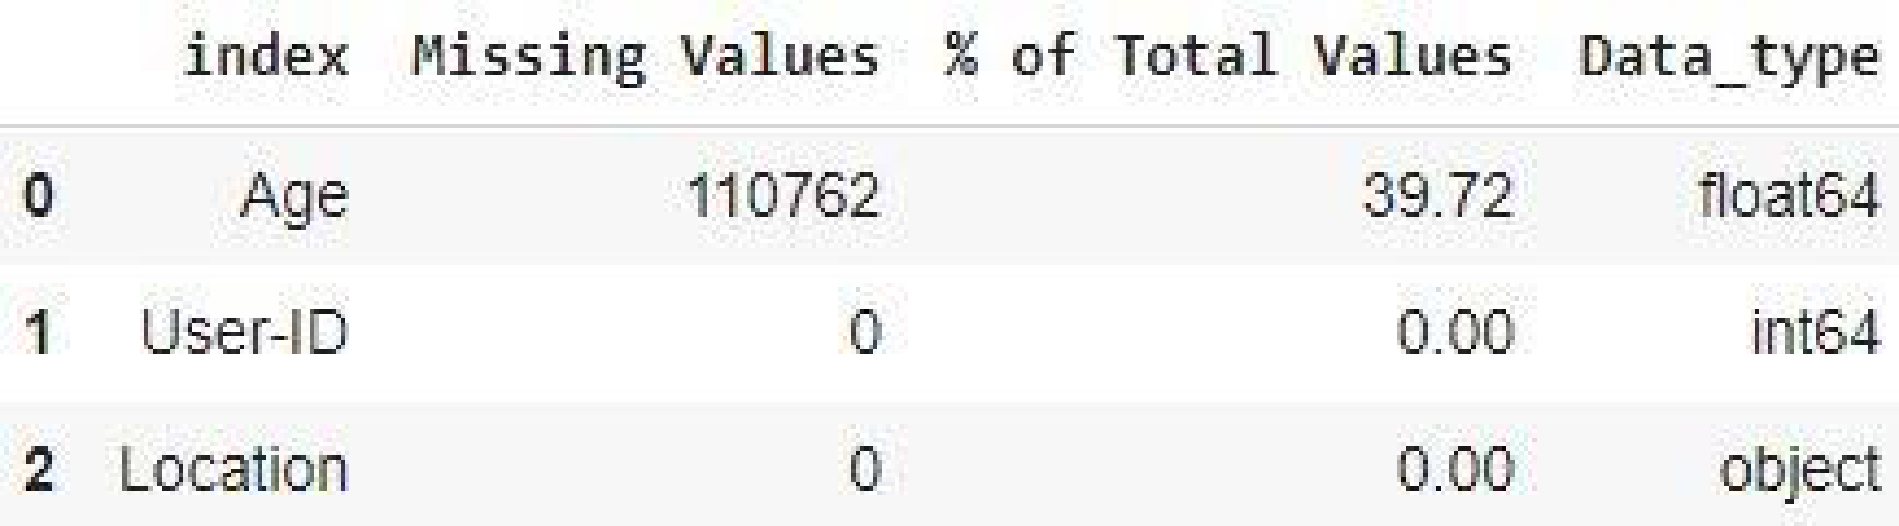 index Missing Values % of Total Values Data_type
0 Age 110762 39.72 float64
1 User-ID 0 0.00 int64
2 Location 0 0.00 object